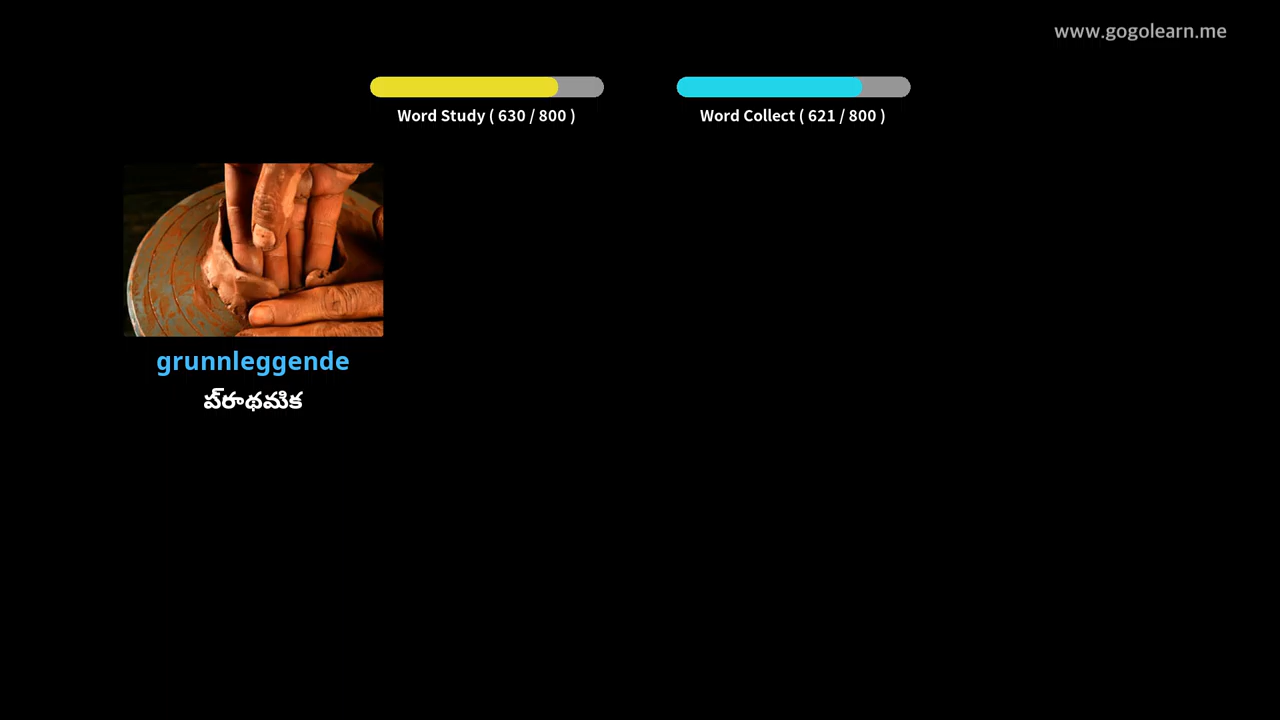 www.gogolearn.me
Word Study ( 630 / 800 )
Word Collect ( 621 / 800 )
grunnleggende
ప్రాథమిక